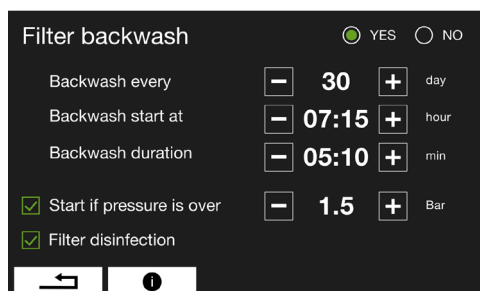 Filter backwash YES NO
Backwash every − 30 + day
Backwash start at − 07:15 + hour
Backwash duration − 05:10 + min
Start if pressure is over − 1.5 + Bar
Filter disinfection
i